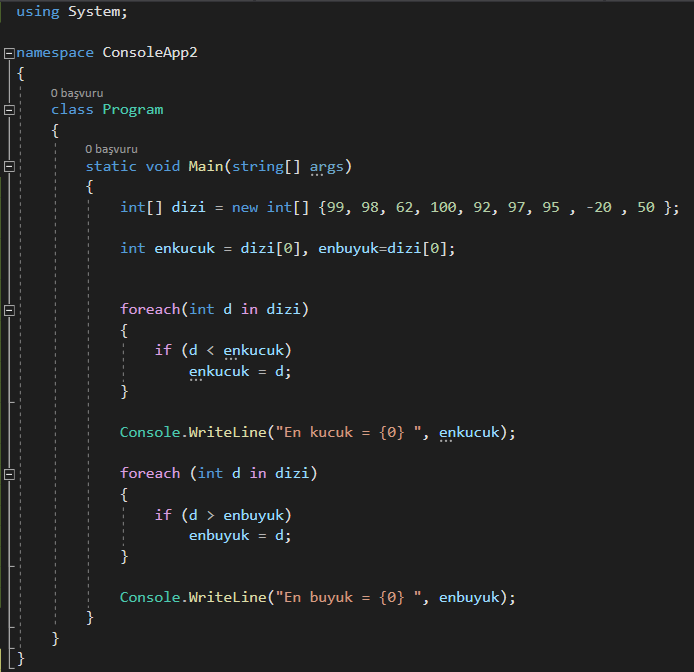 using System;
namespace ConsoleApp2
{
0 başvuru
class Program
{
0 başvuru
static void Main(string[] args)
{
int[] dizi = new int[] {99, 98, 62, 100, 92, 97, 95 , -20 , 50 };
int enkucuk = dizi[0], enbuyuk=dizi[0];
foreach(int d in dizi)
{
if (d < enkucuk)
enkucuk = d;
}
Console.WriteLine("En kucuk = {0} ", enkucuk);
foreach (int d in dizi)
{
if (d > enbuyuk)
enbuyuk = d;
}
Console.WriteLine("En buyuk = {0} ", enbuyuk);
}
}
}